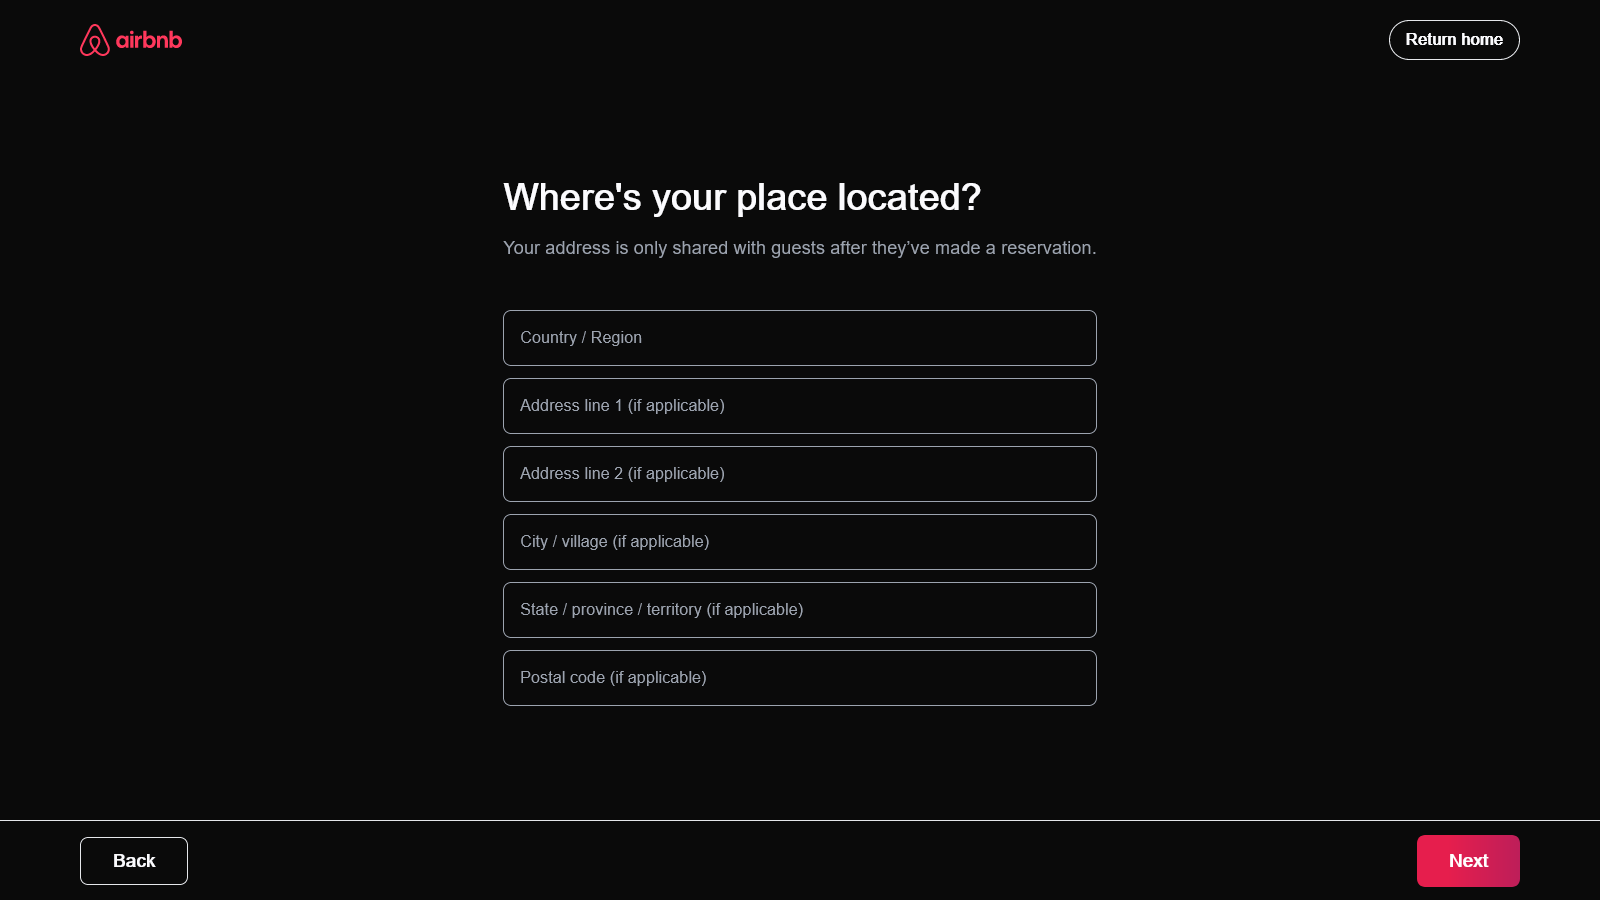 airbnb
Return home
Where's your place located?
Your address is only shared with guests after they’ve made a reservation.
Country / Region
Address line 1 (if applicable)
Address line 2 (if applicable)
City / village (if applicable)
State / province / territory (if applicable)
Postal code (if applicable)
Back
Next